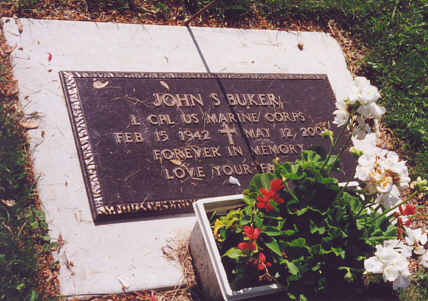 JOHN S BUKER
L CPL US MARINE CORPS
FEB 15 1942 MAY 12
FOREVER IN MEMORY
LOVE YOUR